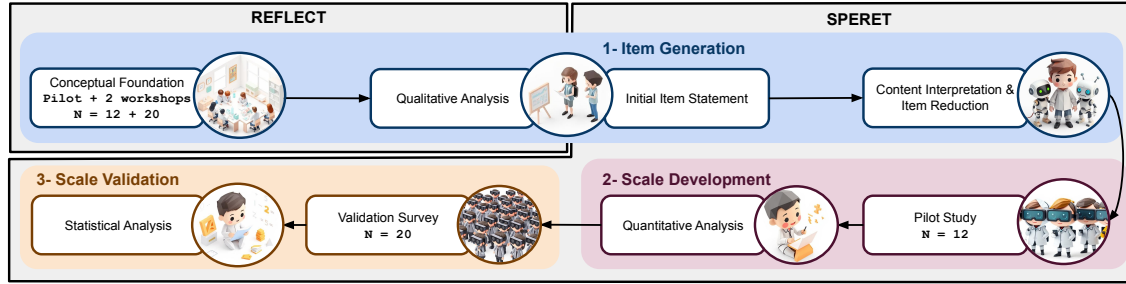 REFLECT
SPERET
1- Item Generation
Conceptual Foundation
Pilot + 2 workshops
N = 12 + 20
Qualitative Analysis
Initial Item Statement
Content Interpretation &
Item Reduction
3- Scale Validation
2- Scale Development
Statistical Analysis
Validation Survey
N = 20
Quantitative Analysis
Pilot Study
N = 12